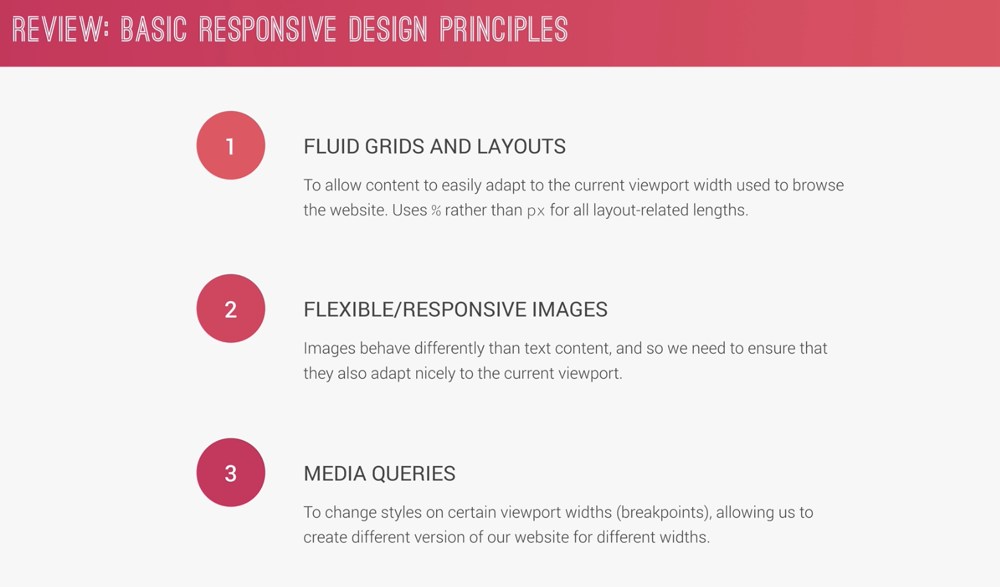 REVIEW: BASIC RESPONSIVE DESIGN PRINCIPLES
1
FLUID GRIDS AND LAYOUTS
To allow content to easily adapt to the current viewport width used to browse
the website. Uses % rather than px for all layout-related lengths.
2
FLEXIBLE/RESPONSIVE IMAGES
Images behave differently than text content, and so we need to ensure that
they also adapt nicely to the current viewport.
3
MEDIA QUERIES
To change styles on certain viewport widths (breakpoints), allowing us to
create different version of our website for different widths.